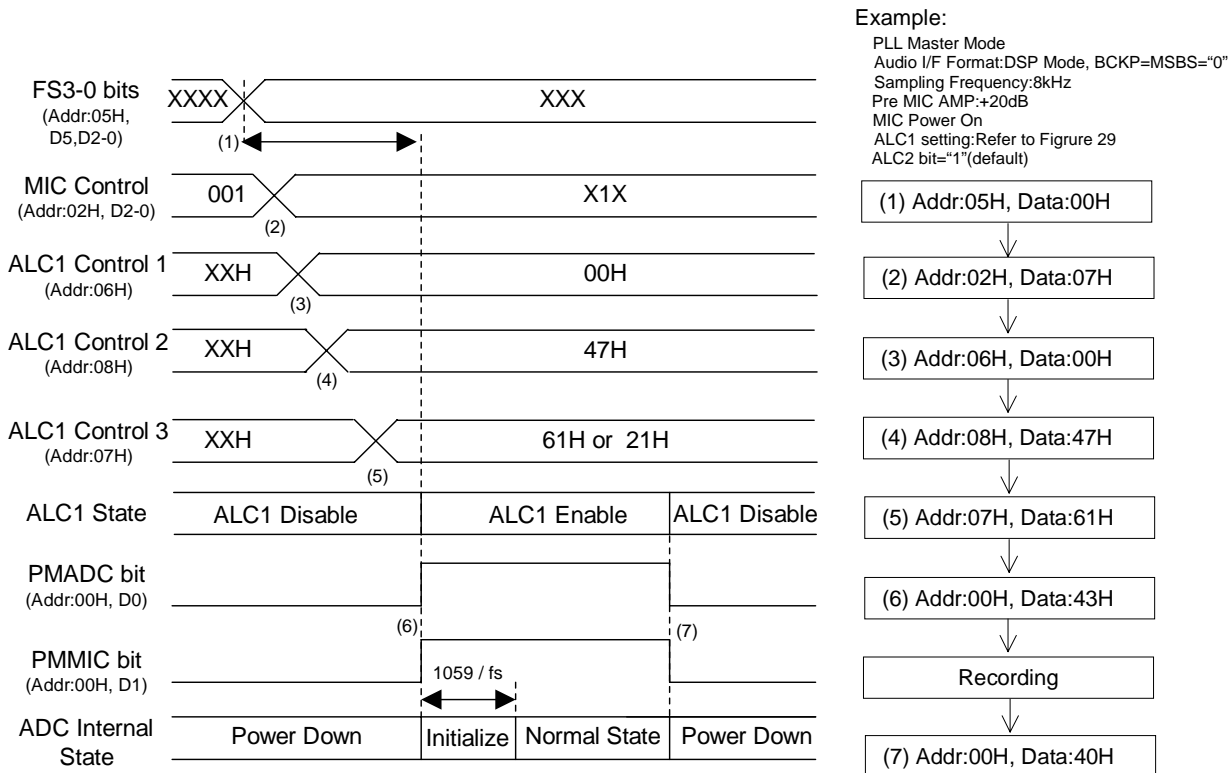 Example:
PLL Master Mode
Audio I/F Format:DSP Mode, BCKP=MSBS=“0”
Sampling Frequency:8kHz
Pre MIC AMP:+20dB
MIC Power On
ALC1 setting:Refer to Figrure 29
ALC2 bit=“1”(default)
FS3-0 bits
(Addr:05H,
D5,D2-0)
XXXX
XXX
(1)
MIC Control
(Addr:02H, D2-0)
001
X1X
(2)
ALC1 Control 1
(Addr:06H)
XXH
00H
(3)
ALC1 Control 2
(Addr:08H)
XXH
47H
(4)
ALC1 Control 3
(Addr:07H)
XXH
61H or 21H
(5)
ALC1 State
ALC1 Disable
ALC1 Enable
ALC1 Disable
PMADC bit
(Addr:00H, D0)
(6)
(7)
PMMIC bit
(Addr:00H, D1)
1059 / fs
ADC Internal
State
Power Down
Initialize
Normal State
Power Down
(1) Addr:05H, Data:00H
(2) Addr:02H, Data:07H
(3) Addr:06H, Data:00H
(4) Addr:08H, Data:47H
(5) Addr:07H, Data:61H
(6) Addr:00H, Data:43H
Recording
(7) Addr:00H, Data:40H